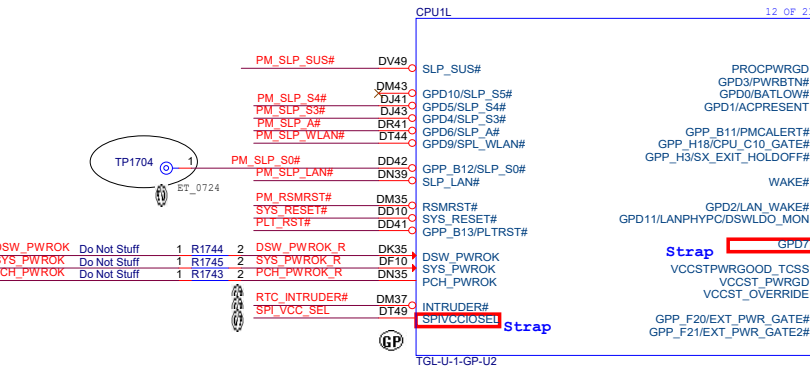 CPU1L
12 OF 21
PM_SLP_SUS# DV49 SLP_SUS# PROCPWRGD
DM43 GPD10/SLP_S5# GPD3/PWRBTN#
PM_SLP_S4# DJ41 GPD5/SLP_S4# GPD0/BATLOW#
PM_SLP_S3# DJ43 GPD4/SLP_S3# GPD1/ACPRESENT
PM_SLP_A# DR41 GPD6/SLP_A#
PM_SLP_WLAN# DT44 GPD9/SPL_WLAN# GPP_B11/PMCALERT#
GPP_H18/CPU_C10_GATE#
TP1704 1 PM_SLP_S0# DD42 GPP_B12/SLP_S0# GPP_H3/SX_EXIT_HOLDOFF#
PM_SLP_LAN# DN39 SLP_LAN# WAKE#
ET_0724
PM_RSMRST# DM35 RSMRST# GPD2/LAN_WAKE#
SYS_RESET# DD10 SYS_RESET# GPD11/LANPHYPC/DSWLDO_MON
PLT_RST# DD41 GPP_B13/PLTRST#
DSW_PWROK Do Not Stuff 1 R1744 2 DSW_PWROK_R DK35 DSW_PWROK Strap GPD7
SYS_PWROK Do Not Stuff 1 R1745 2 SYS_PWROK_R DF10 SYS_PWROK VCCSTPWRGOOD_TCSS
PCH_PWROK Do Not Stuff 1 R1743 2 PCH_PWROK_R DN35 PCH_PWROK VCCST_PWRGD
VCCST_OVERRIDE
RTC_INTRUDER# DM37 INTRUDER#
SPI_VCC_SEL DT49 SPIVCCIOSEL Strap GPP_F20/EXT_PWR_GATE#
GPP_F21/EXT_PWR_GATE2#
GP
TGL-U-1-GP-U2